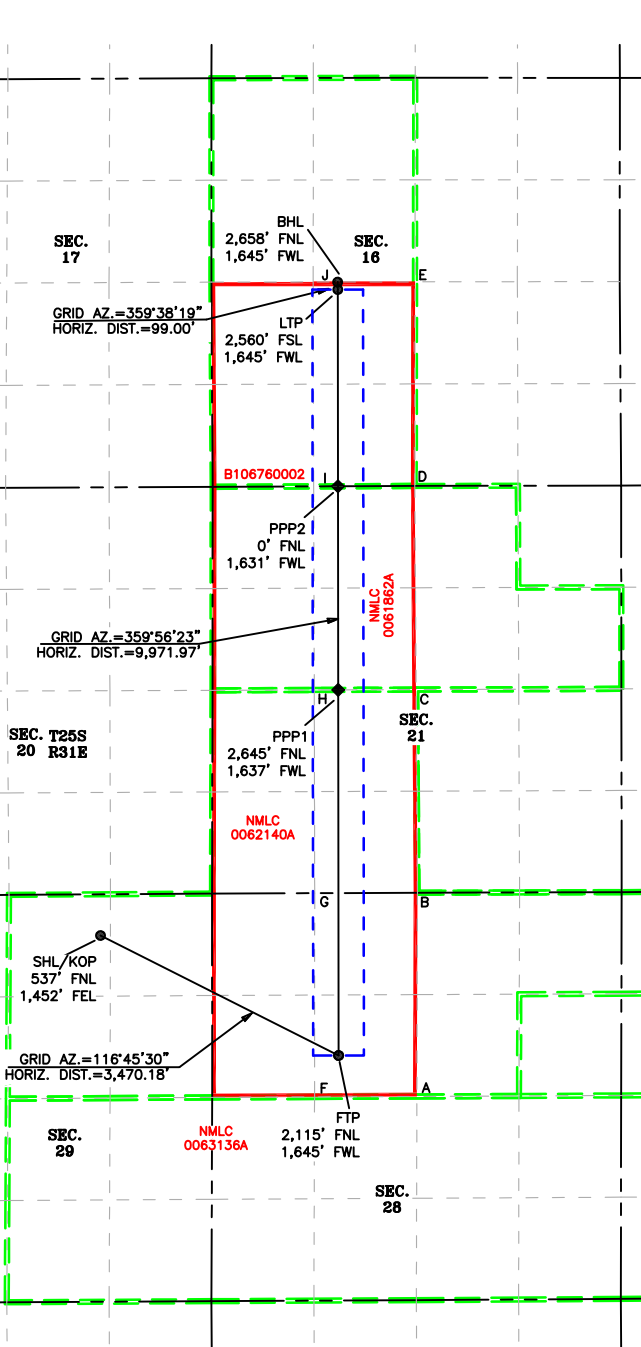 BHL
2,658' FNL
1,645' FWL
SEC.
17
SEC.
16
J
E
GRID AZ.=359°38'19"
HORIZ. DIST.=99.00'
LTP
2,560' FSL
1,645' FWL
B106760002
I
D
PPP2
0' FNL
1,631' FWL
NMLC
0061862A
GRID AZ.=359°56'23"
HORIZ. DIST.=9,971.97'
H
C
SEC.
21
PPP1
2,645' FNL
1,637' FWL
SEC. T25S
20 R31E
NMLC
0062140A
G
B
SHL/KOP
537' FNL
1,452' FEL
GRID AZ.=116°45'30"
HORIZ. DIST.=3,470.18'
F
A
FTP
2,115' FNL
1,645' FWL
SEC.
29
NMLC
0063136A
SEC.
28